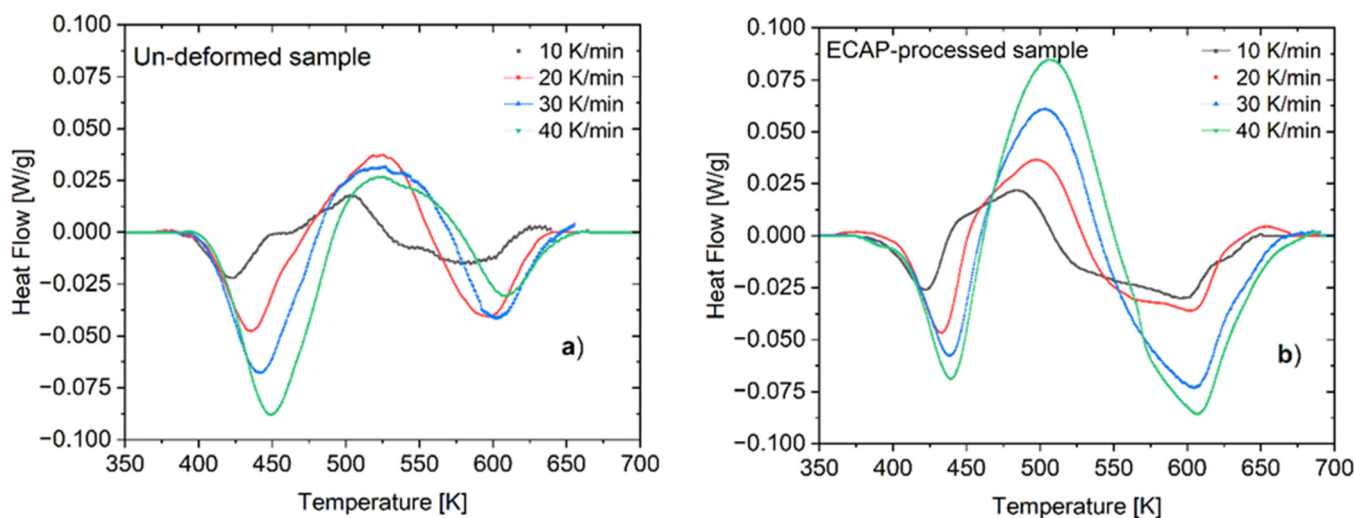 Un-deformed sample
10 K/min
20 K/min
30 K/min
40 K/min
a)
Heat Flow [W/g]
0.100
0.075
0.050
0.025
0.000
−0.025
−0.050
−0.075
−0.100
350 400 450 500 550 600 650 700
Temperature [K]
ECAP-processed sample
10 K/min
20 K/min
30 K/min
40 K/min
b)
Heat Flow [W/g]
0.100
0.075
0.050
0.025
0.000
−0.025
−0.050
−0.075
−0.100
350 400 450 500 550 600 650 700
Temperature [K]